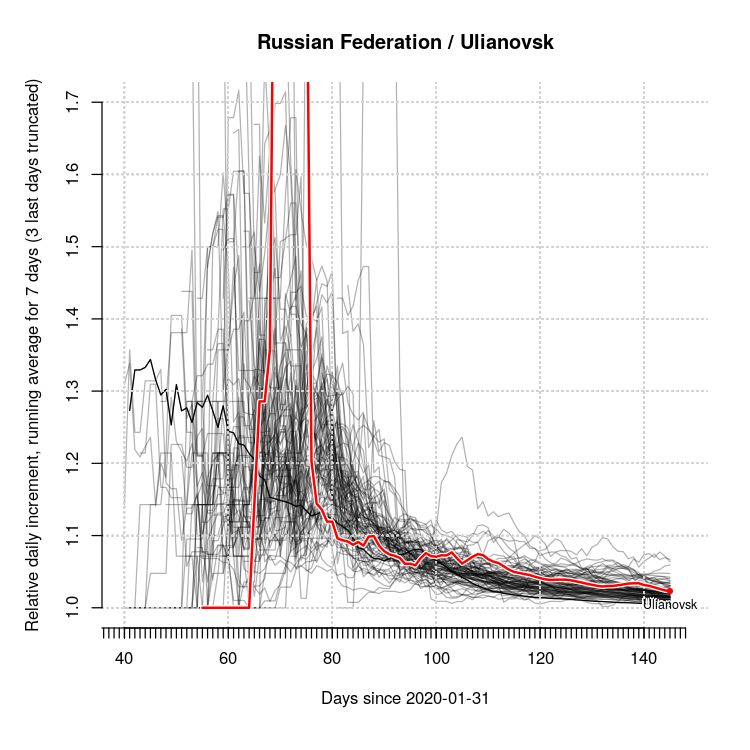 Russian Federation / Ulianovsk
Relative daily increment, running average for 7 days (3 last days truncated)
1.7
1.6
1.5
1.4
1.3
1.2
1.1
1.0
Ulianovsk
40 60 80 100 120 140
Days since 2020-01-31